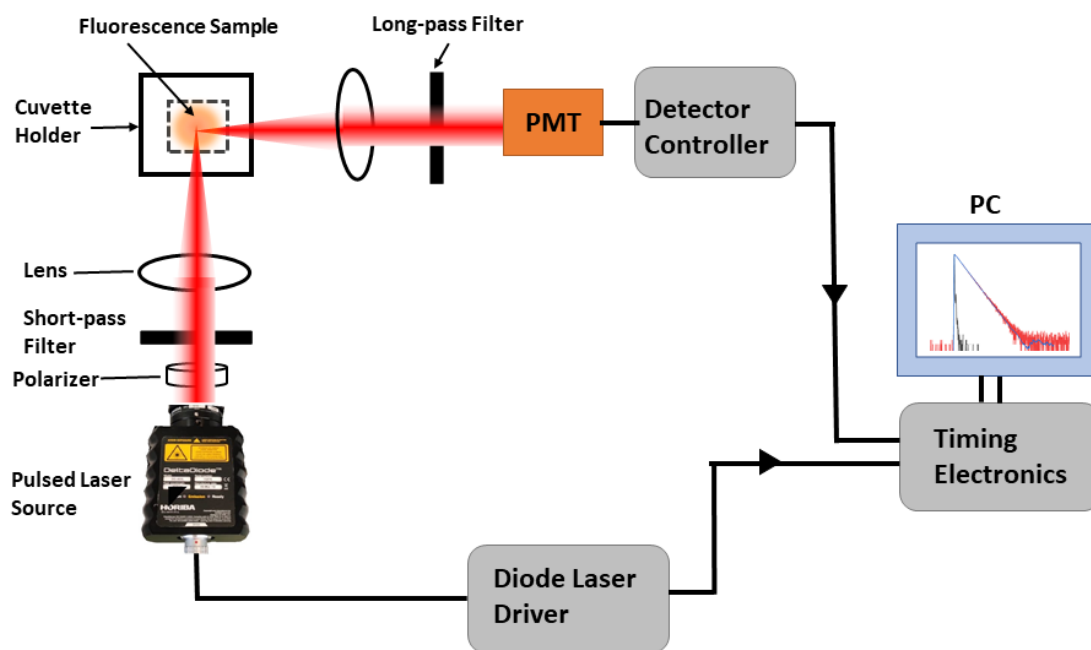 Fluorescence Sample
Long-pass Filter
Cuvette
Holder
PMT
Detector
Controller
PC
Lens
Short-pass
Filter
Polarizer
Pulsed Laser
Source
DeltaDiode™
HORIBA
Timing
Electronics
Diode Laser
Driver